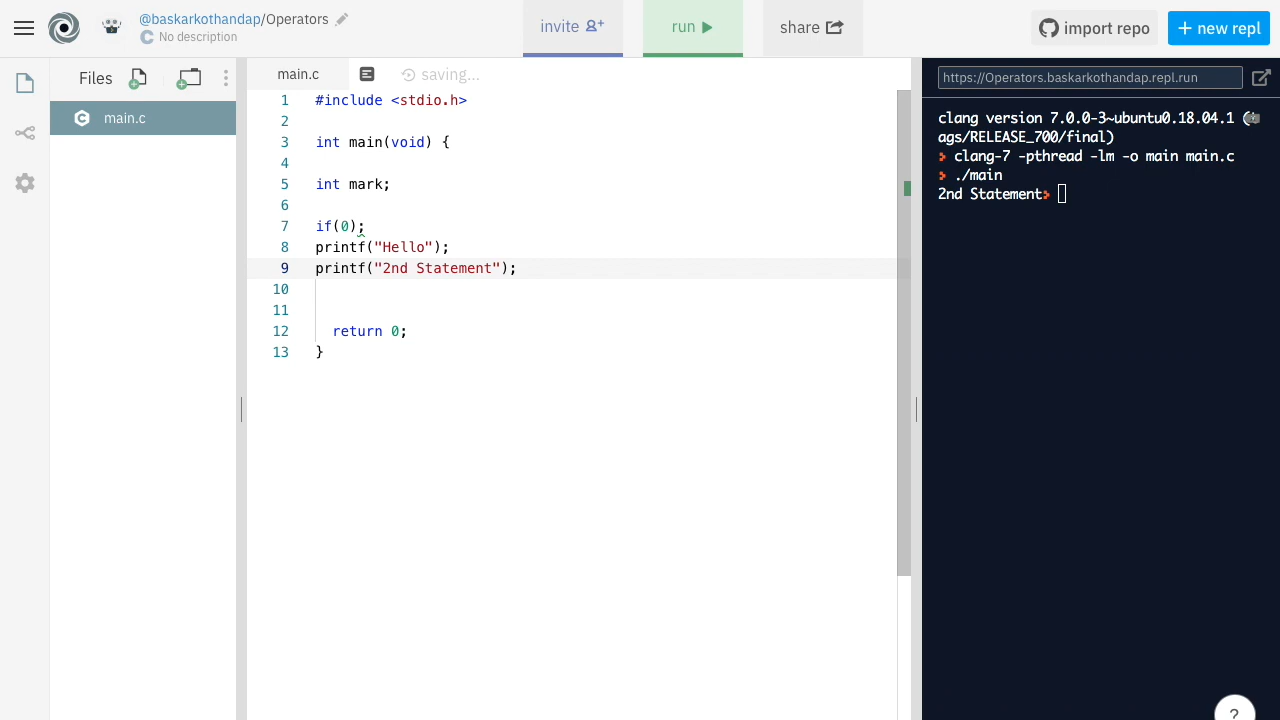 @baskarkothandap/Operators
No description
invite
run
share
import repo
+ new repl
Files
main.c
main.c
saving...
1 #include <stdio.h>
2
3 int main(void) {
4
5 int mark;
6
7 if(0);
8 printf("Hello");
9 printf("2nd Statement");
10
11
12 return 0;
13 }
https://Operators.baskarkothandap.repl.run
clang version 7.0.0-3~ubuntu0.18.04.1 (
ags/RELEASE_700/final)
clang-7 -pthread -lm -o main main.c
./main
2nd Statement
?